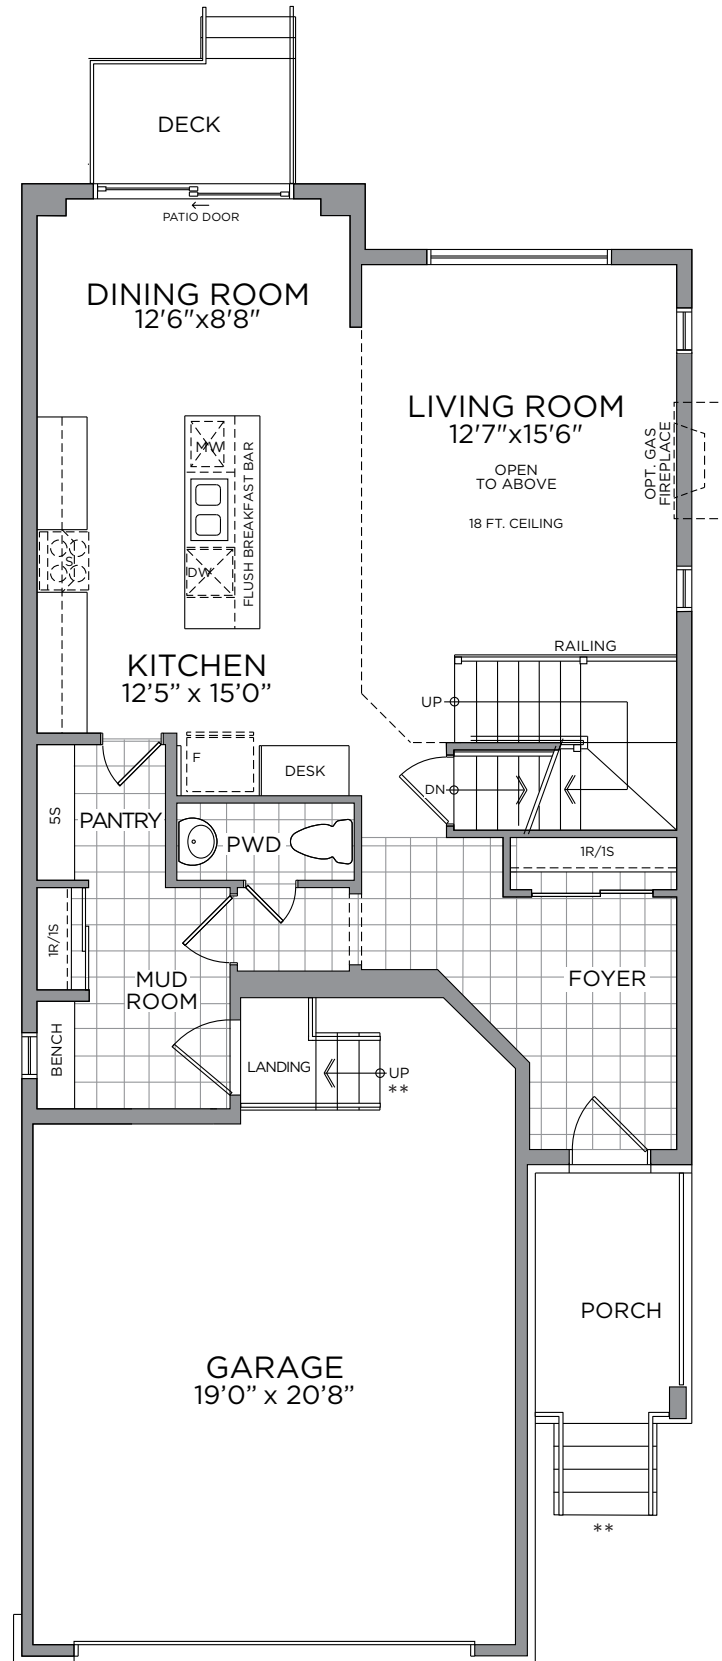 DECK
PATIO DOOR
DINING ROOM
12'6"x8'8"
LIVING ROOM
12'7"x15'6"
OPEN
TO ABOVE
18 FT. CEILING
OPT. GAS
FIREPLACE
MW
FLUSH BREAKFAST BAR
S
DW
KITCHEN
12'5” x 15'0”
RAILING
UP
F
DESK
DN
5S
PANTRY
PWD
1R/1S
1R/1S
MUD
ROOM
FOYER
BENCH
LANDING
UP
**
PORCH
GARAGE
19'0” x 20'8”
**